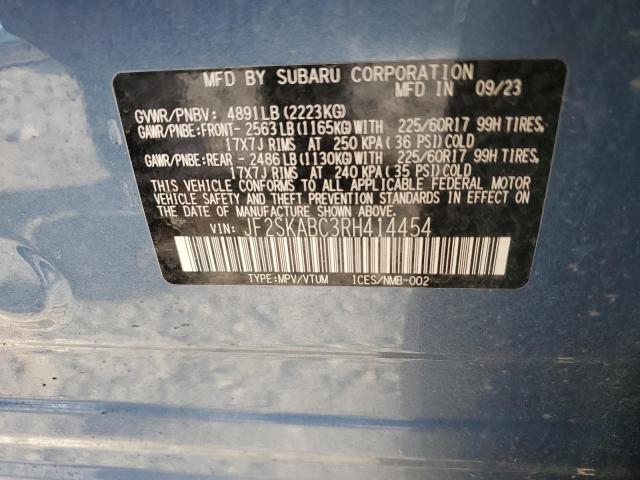 MFD BY SUBARU CORPORATION
MFD IN 09/23
GVWR/PNBV: 4891LB(2223KG)
GAWR/PNBE:FRONT- 2563LB(1165KG)WITH 225/60R17 99H TIRES,
17X7J RIMS AT 250 KPA(36 PSI)COLD
GAWR/PNBE:REAR - 2486LB(1130KG)WITH 225/60R17 99H TIRES,
17X7J RIMS AT 240 KPA(35 PSI)COLD
THIS VEHICLE CONFORMS TO ALL APPLICABLE FEDERAL MOTOR
VEHICLE SAFETY AND THEFT PREVENTION STANDARDS IN EFFECT
ON THE DATE OF MANUFACTURE SHOWN ABOVE.
VIN: JF2SKABC3RH414454
TYPE:MPV/VTUM ICES/NMB-002